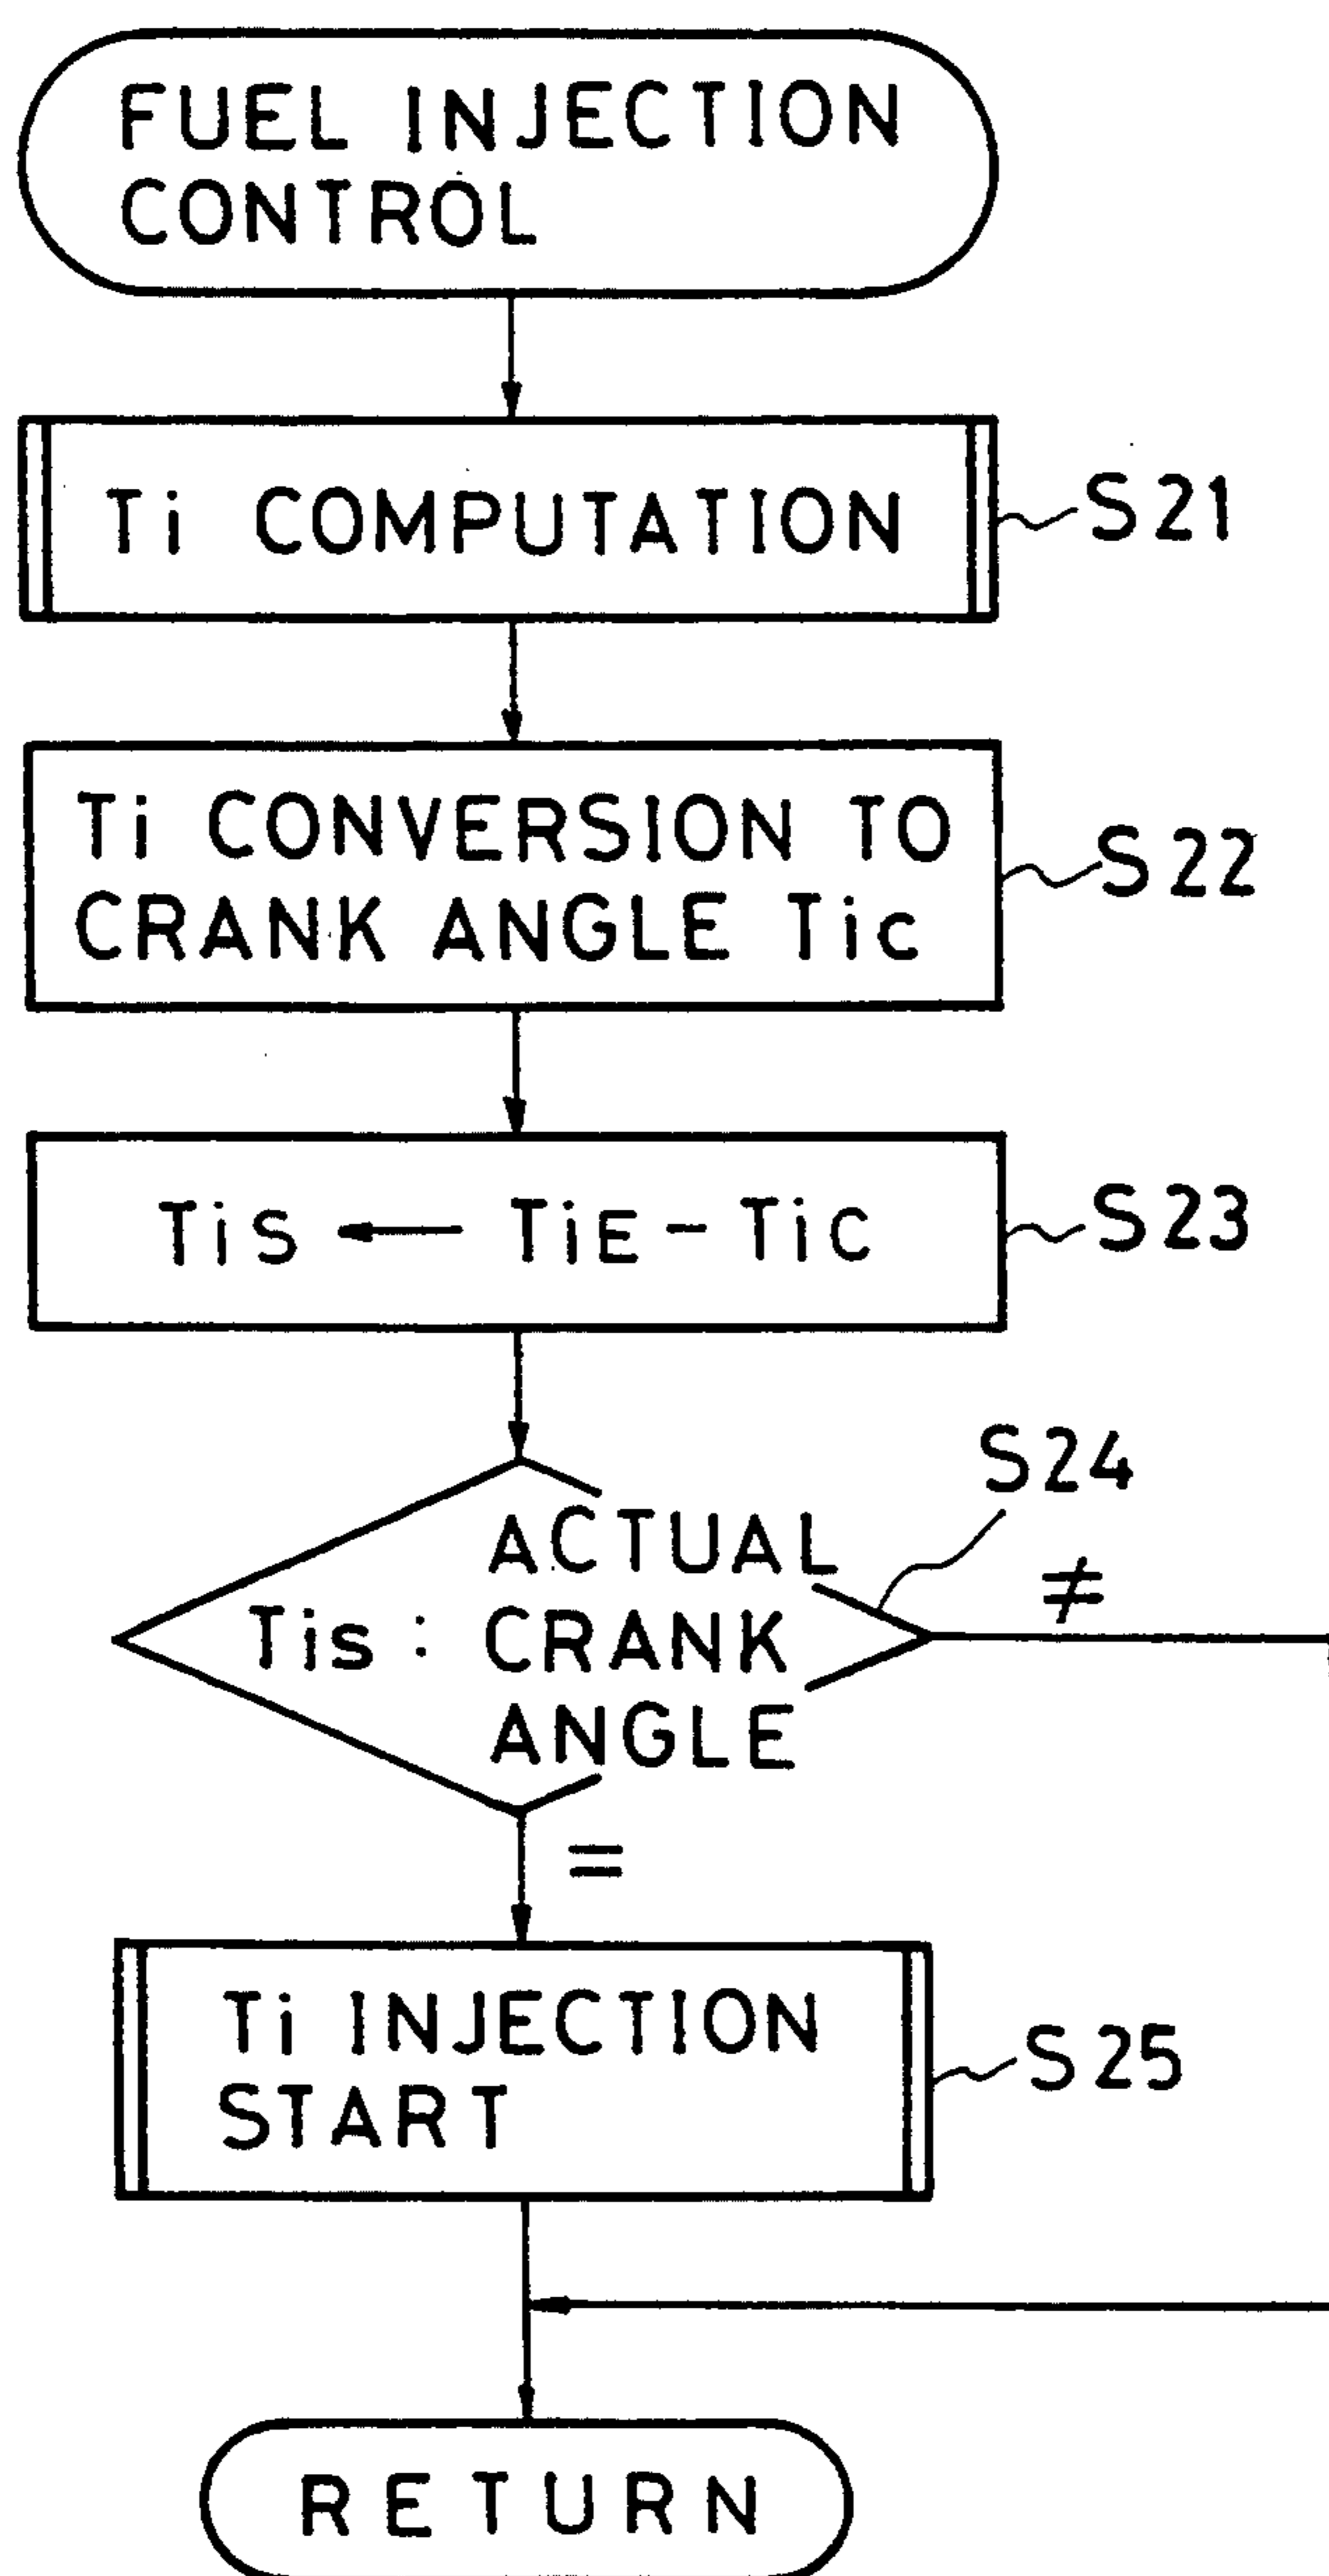 FUEL INJECTION
CONTROL
Ti COMPUTATION
S21
Ti CONVERSION TO
CRANK ANGLE Tic
S22
TiS ← TiE - TiC
S23
S24
ACTUAL
Tis : CRANK
ANGLE
≠
=
Ti INJECTION
START
S25
RETURN